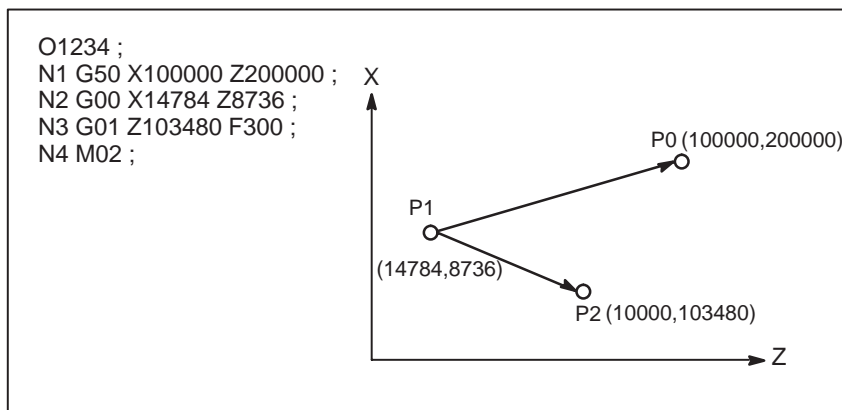 O1234 ;
N1 G50 X100000 Z200000 ;
N2 G00 X14784 Z8736 ;
N3 G01 Z103480 F300 ;
N4 M02 ;
X
P0 (100000,200000)
P1
(14784,8736)
P2 (10000,103480)
Z